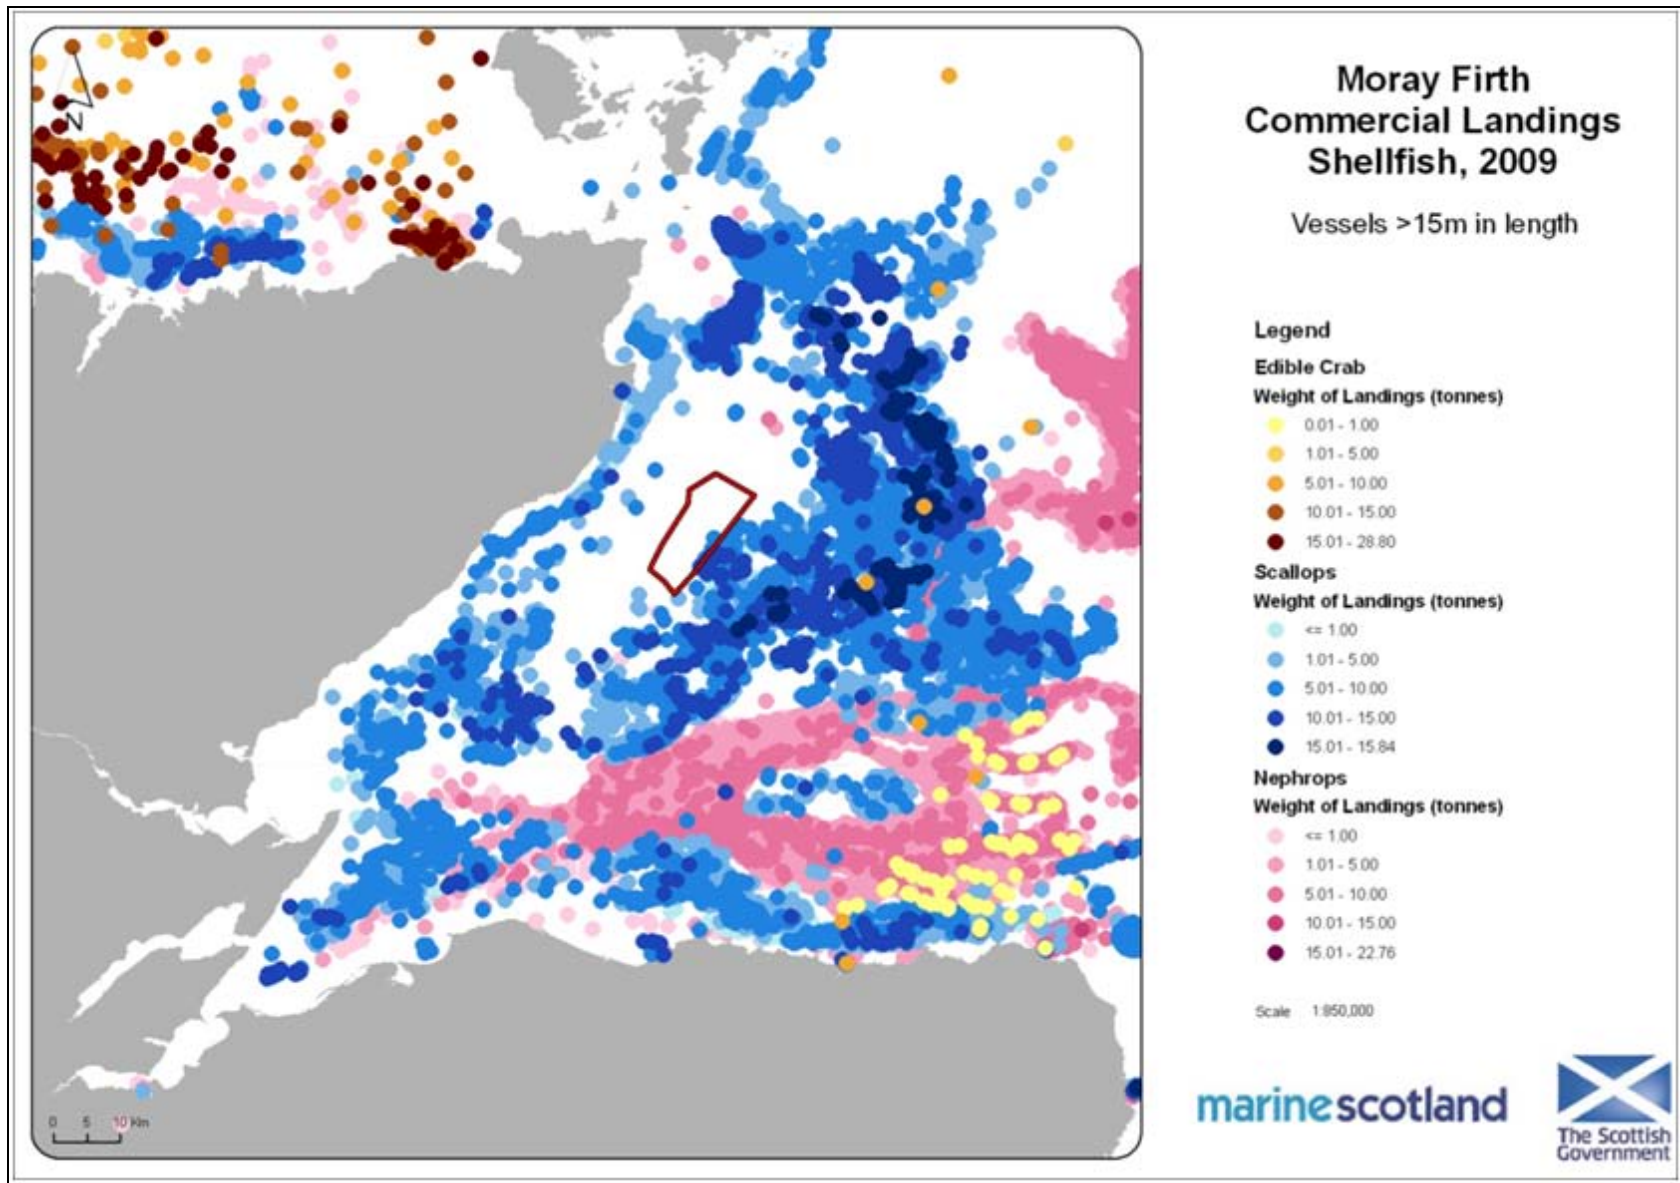 Moray Firth
Commercial Landings
Shellfish, 2009
Vessels >15m in length
Legend
Edible Crab
Weight of Landings (tonnes)
0.01 - 1.00
1.01 - 5.00
5.01 - 10.00
10.01 - 15.00
15.01 - 28.80
Scallops
Weight of Landings (tonnes)
<= 1.00
1.01 - 5.00
5.01 - 10.00
10.01 - 15.00
15.01 - 15.84
Nephrops
Weight of Landings (tonnes)
<= 1.00
1.01 - 5.00
5.01 - 10.00
10.01 - 15.00
15.01 - 22.76
Scale 1:850,000
marinescotland
The Scottish
Government
N
0 5 10 Km